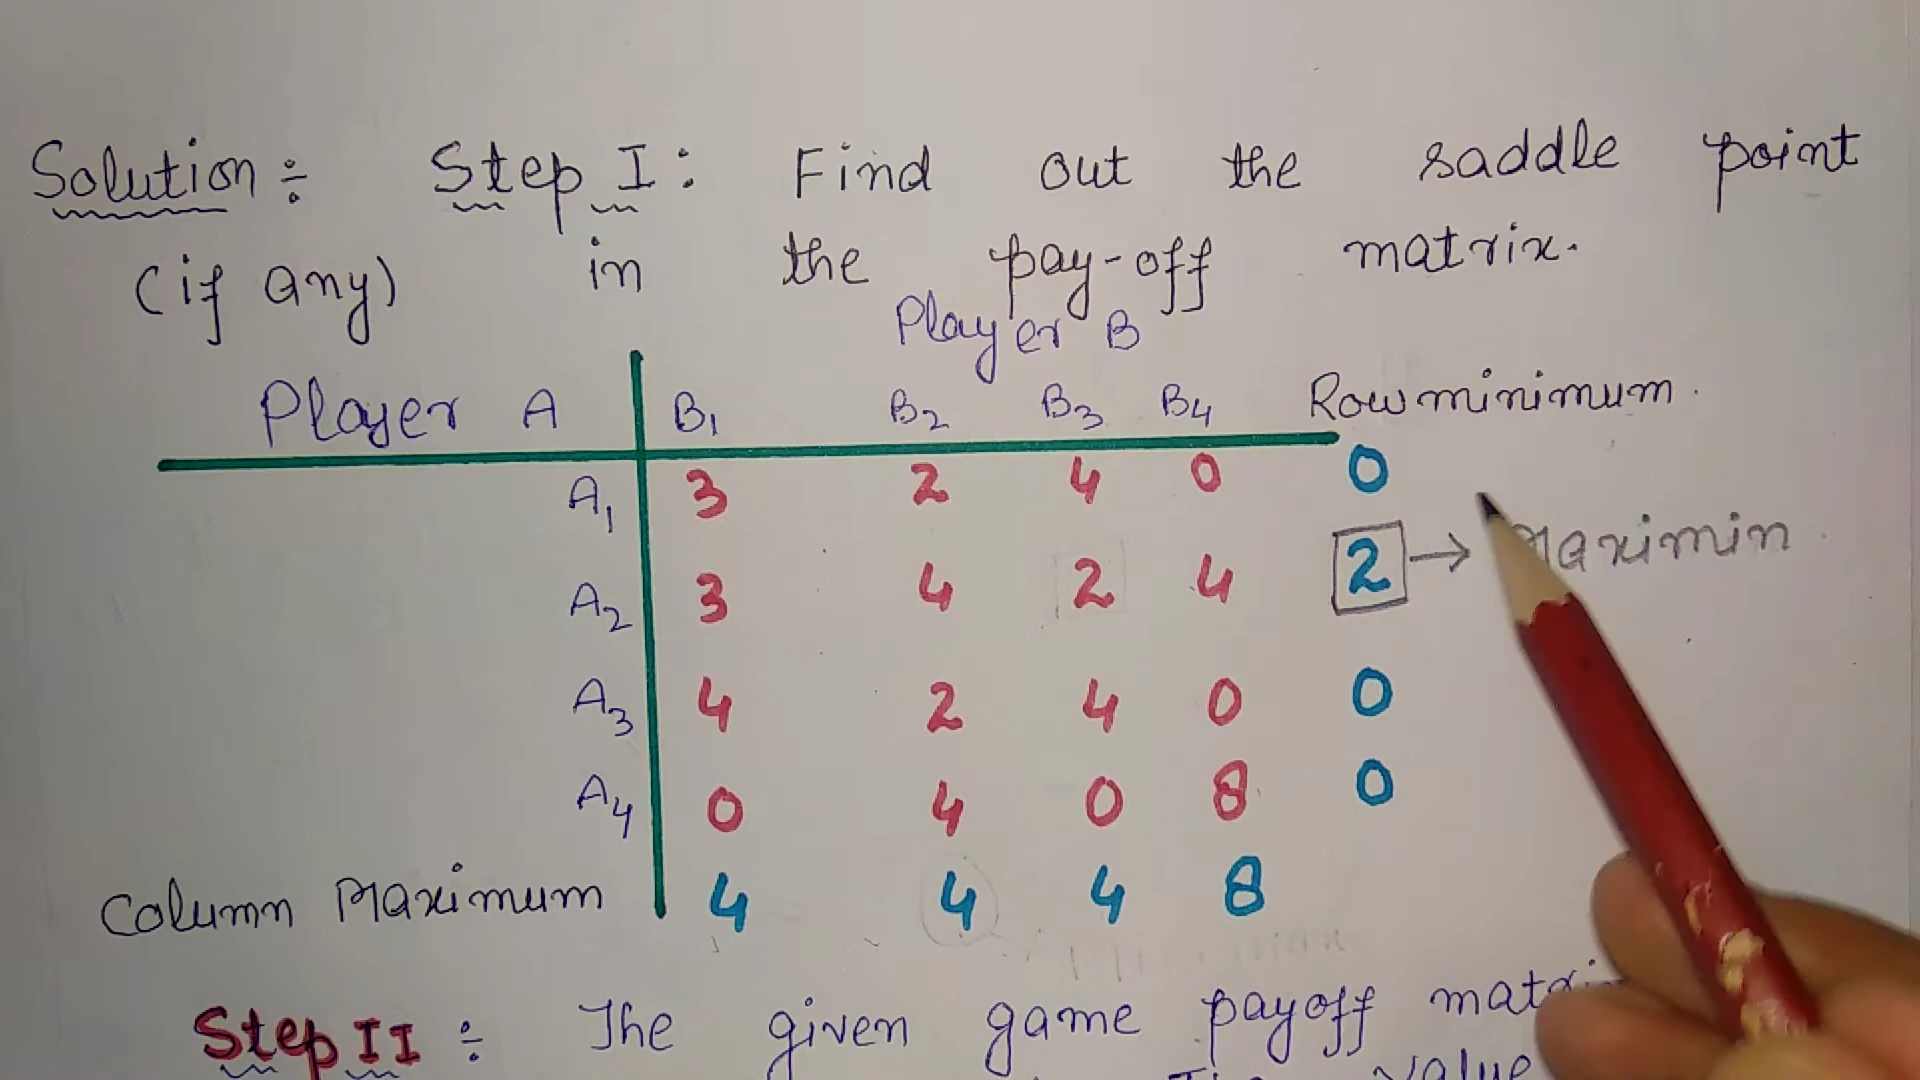 Solution ÷ Step I : Find out the saddle point
(if any) in the pay-off matrix.
Player B
Player A B1 B2 B3 B4 Row minimum.
A1 3 2 4 0 0
A2 3 4 2 4 2 → Maximin
A3 4 2 4 0 0
A4 0 4 0 8 0
Column Maximum 4 4 4 8
Step II ÷ The given game payoff
value